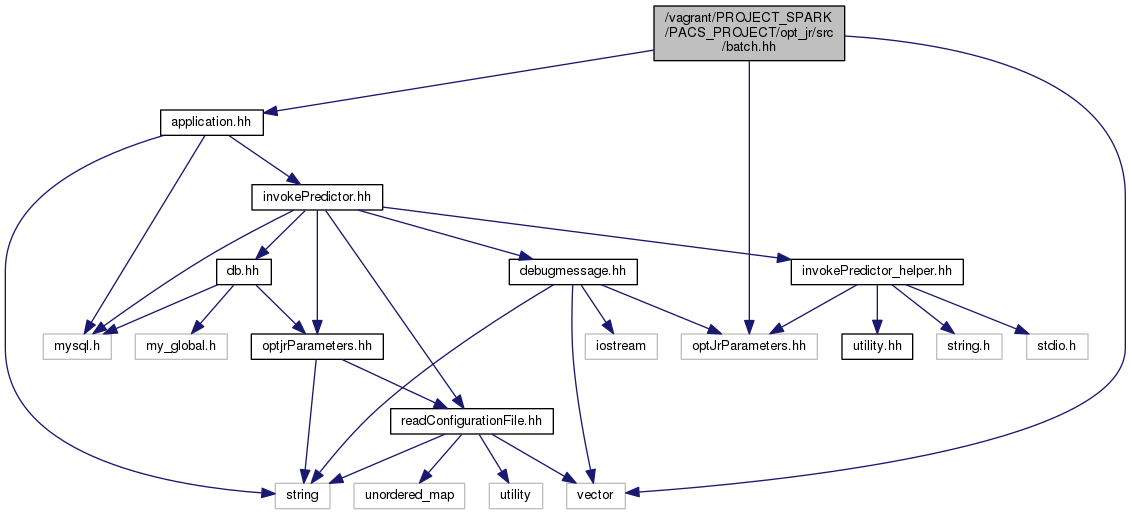 /vagrant/PROJECT_SPARK
/PACS_PROJECT/opt_jr/src
/batch.hh
application.hh
invokePredictor.hh
db.hh
debugmessage.hh
invokePredictor_helper.hh
mysql.h
my_global.h
optjrParameters.hh
iostream
optJrParameters.hh
utility.hh
string.h
stdio.h
readConfigurationFile.hh
string
unordered_map
utility
vector